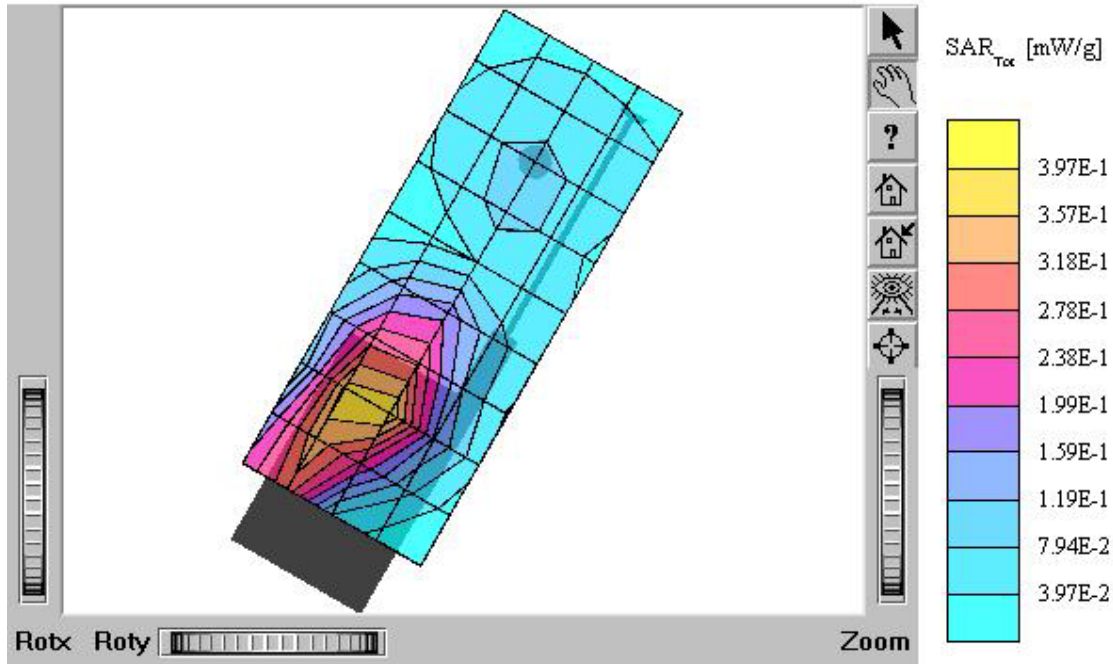 SAR_Tot [mW/g]
?
3.97E-1
3.57E-1
3.18E-1
2.78E-1
2.38E-1
1.99E-1
1.59E-1
1.19E-1
7.94E-2
3.97E-2
Rotx Roty Zoom